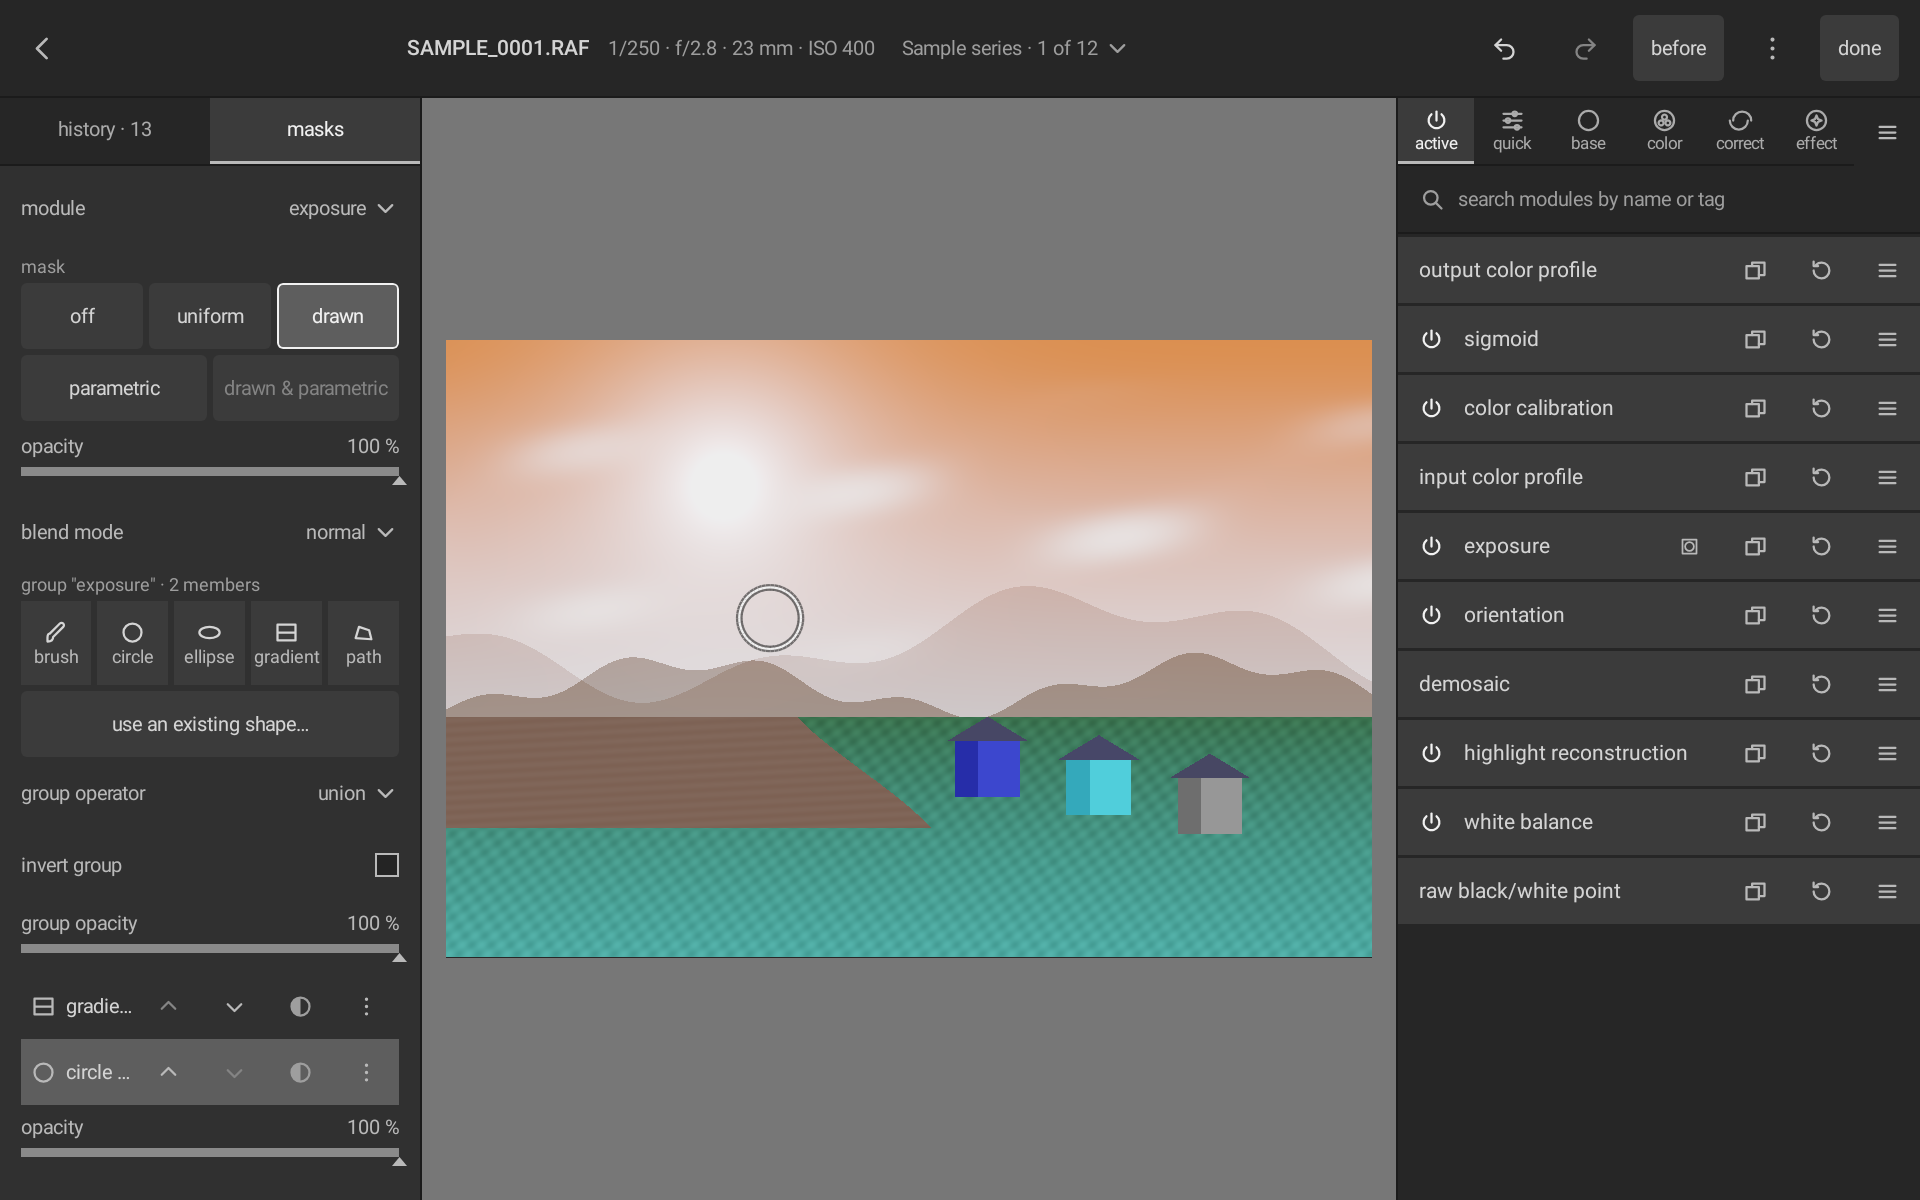 SAMPLE_0001.RAF 1/250 · f/2.8 · 23 mm · ISO 400 Sample series · 1 of 12
before
done
history · 13
masks
module
exposure
mask
off
uniform
drawn
parametric
drawn & parametric
opacity
100 %
blend mode
normal
group "exposure" · 2 members
brush
circle
ellipse
gradient
path
use an existing shape...
group operator
union
invert group
group opacity
100 %
gradie...
circle ...
opacity
100 %
active
quick
base
color
correct
effect
search modules by name or tag
output color profile
sigmoid
color calibration
input color profile
exposure
orientation
demosaic
highlight reconstruction
white balance
raw black/white point